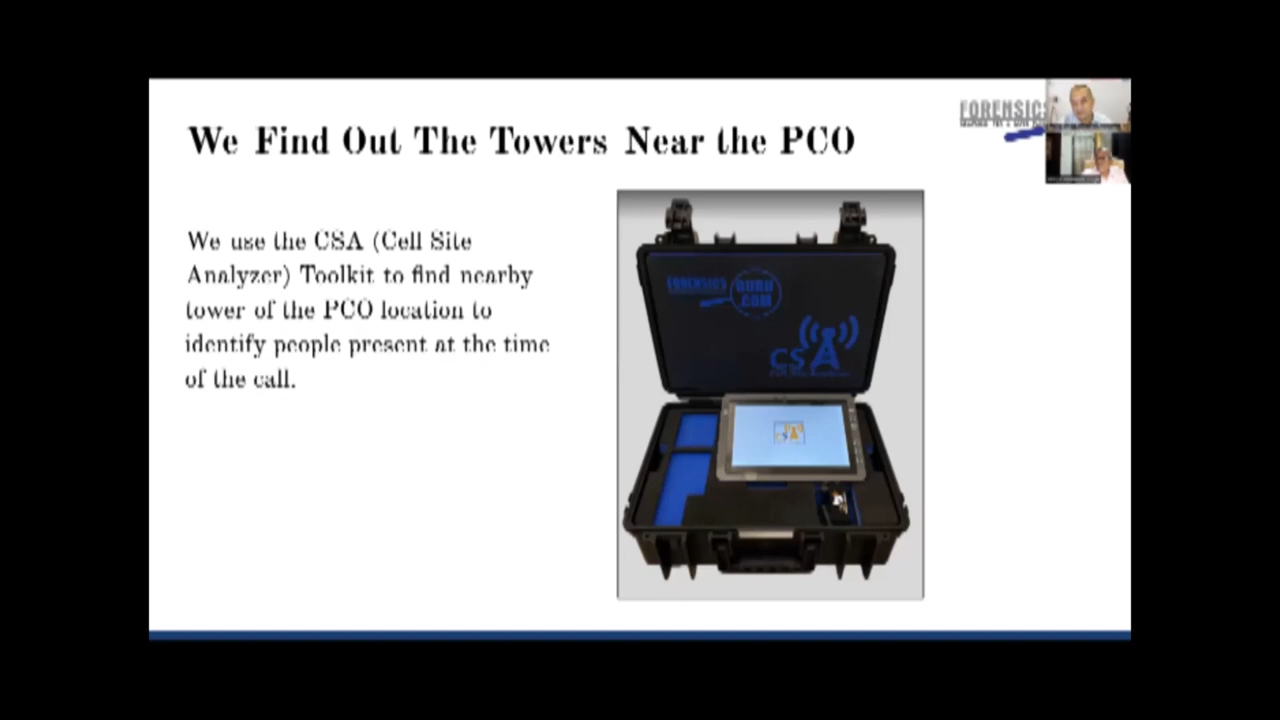 We Find Out The Towers Near the PCO
FORENSICS
We use the CSA (Cell Site
Analyzer) Toolkit to find nearby
tower of the PCO location to
identify people present at the time
of the call.
FORENSICS
GURU
.COM
CSA